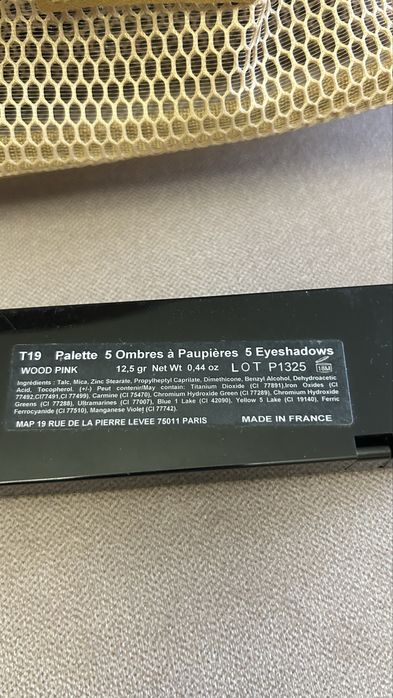 T19 Palette 5 Ombres à Paupières 5 Eyeshadows
WOOD PINK 12,5 gr Net Wt 0,44 oz LOT P1325 18M
Ingrédients : Talc, Mica, Zinc Stearate, Propylheptyl Caprilate, Dimethicone, Benzyl Alcohol, Dehydroacetic
Acid, Tocopherol. (+/-) Peut contenir/May contain: Titanium Dioxide (CI 77891),Iron Oxides (CI
77492,CI77491,CI 77499), Carmine (CI 75470), Chromium Hydroxide Green (CI 77289), Chromium Hydroxide
Greens (CI 77288), Ultramarines (CI 77007), Blue 1 Lake (CI 42090), Yellow 5 Lake (CI 19140), Ferric
Ferrocyanide (CI 77510), Manganese Violet (CI 77742).
MAP 19 RUE DE LA PIERRE LEVEE 75011 PARIS MADE IN FRANCE